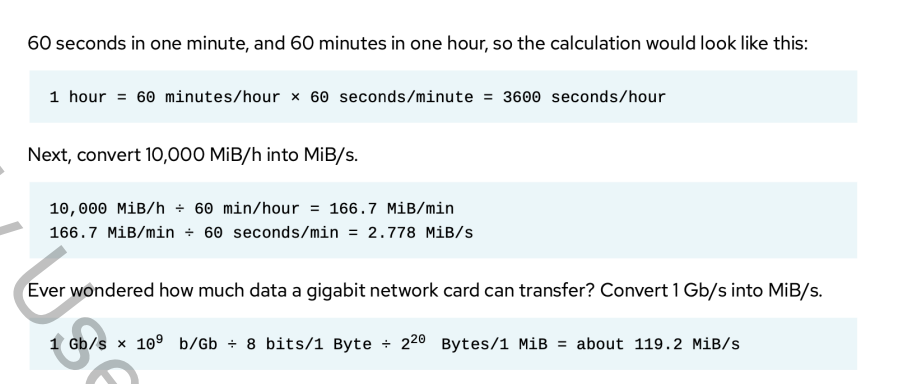 60 seconds in one minute, and 60 minutes in one hour, so the calculation would look like this:
1 hour = 60 minutes/hour × 60 seconds/minute = 3600 seconds/hour
Next, convert 10,000 MiB/h into MiB/s.
10,000 MiB/h ÷ 60 min/hour = 166.7 MiB/min
166.7 MiB/min ÷ 60 seconds/min = 2.778 MiB/s
Ever wondered how much data a gigabit network card can transfer? Convert 1 Gb/s into MiB/s.
1 Gb/s × 10⁹ b/Gb ÷ 8 bits/1 Byte ÷ 2²⁰ Bytes/1 MiB = about 119.2 MiB/s
Use